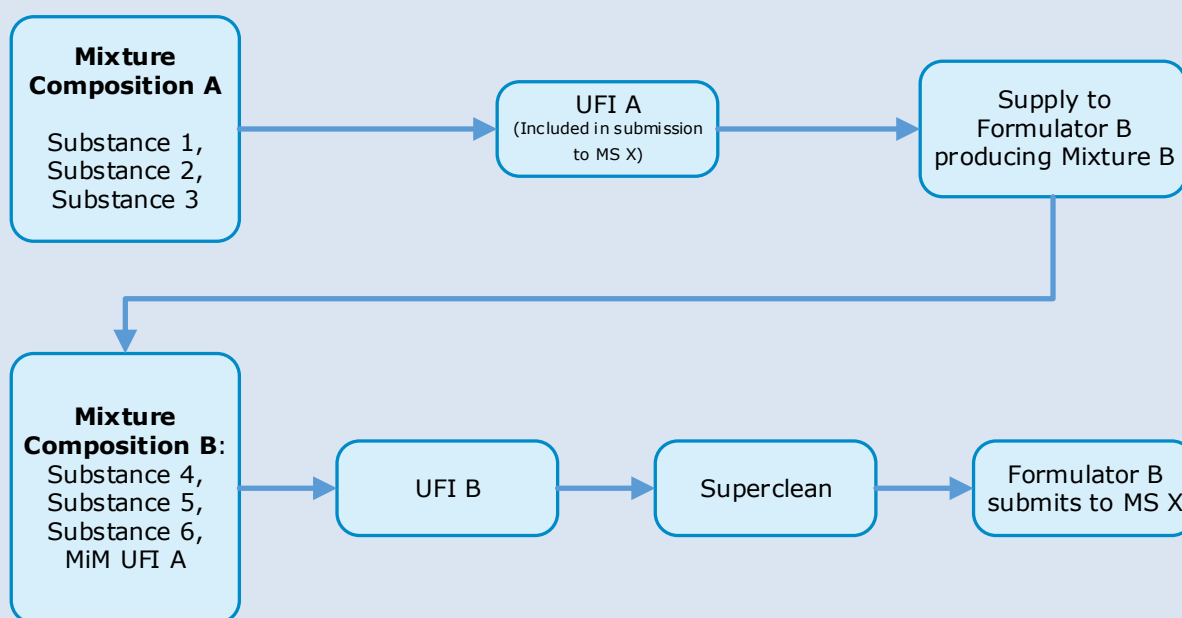 Mixture
Composition A
Substance 1,
Substance 2,
Substance 3
UFI A
(Included in submission
to MS X)
Supply to
Formulator B
producing Mixture B
Mixture
Composition B:
Substance 4,
Substance 5,
Substance 6,
MiM UFI A
UFI B
Superclean
Formulator B
submits to MS X